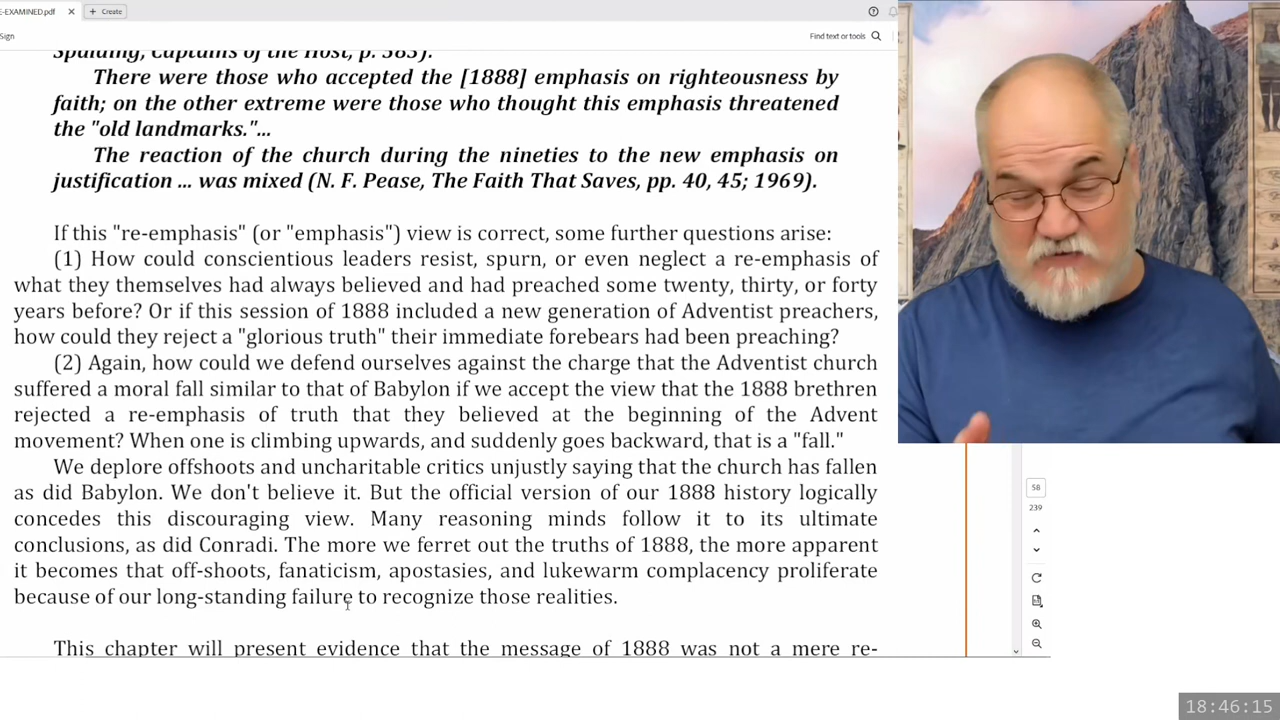 E-EXAMINED.pdf
Create
Sign
Find text or tools
Spalding, Captains of the Host, p. 583).
There were those who accepted the [1888] emphasis on righteousness by
faith; on the other extreme were those who thought this emphasis threatened
the "old landmarks."...
The reaction of the church during the nineties to the new emphasis on
justification ... was mixed (N. F. Pease, The Faith That Saves, pp. 40, 45; 1969).
If this "re-emphasis" (or "emphasis") view is correct, some further questions arise:
(1) How could conscientious leaders resist, spurn, or even neglect a re-emphasis of
what they themselves had always believed and had preached some twenty, thirty, or forty
years before? Or if this session of 1888 included a new generation of Adventist preachers,
how could they reject a "glorious truth" their immediate forebears had been preaching?
(2) Again, how could we defend ourselves against the charge that the Adventist church
suffered a moral fall similar to that of Babylon if we accept the view that the 1888 brethren
rejected a re-emphasis of truth that they believed at the beginning of the Advent
movement? When one is climbing upwards, and suddenly goes backward, that is a "fall."
We deplore offshoots and uncharitable critics unjustly saying that the church has fallen
as did Babylon. We don't believe it. But the official version of our 1888 history logically
concedes this discouraging view. Many reasoning minds follow it to its ultimate
conclusions, as did Conradi. The more we ferret out the truths of 1888, the more apparent
it becomes that off-shoots, fanaticism, apostasies, and lukewarm complacency proliferate
because of our long-standing failure to recognize those realities.
This chapter will present evidence that the message of 1888 was not a mere re-
58
239
18:46:15